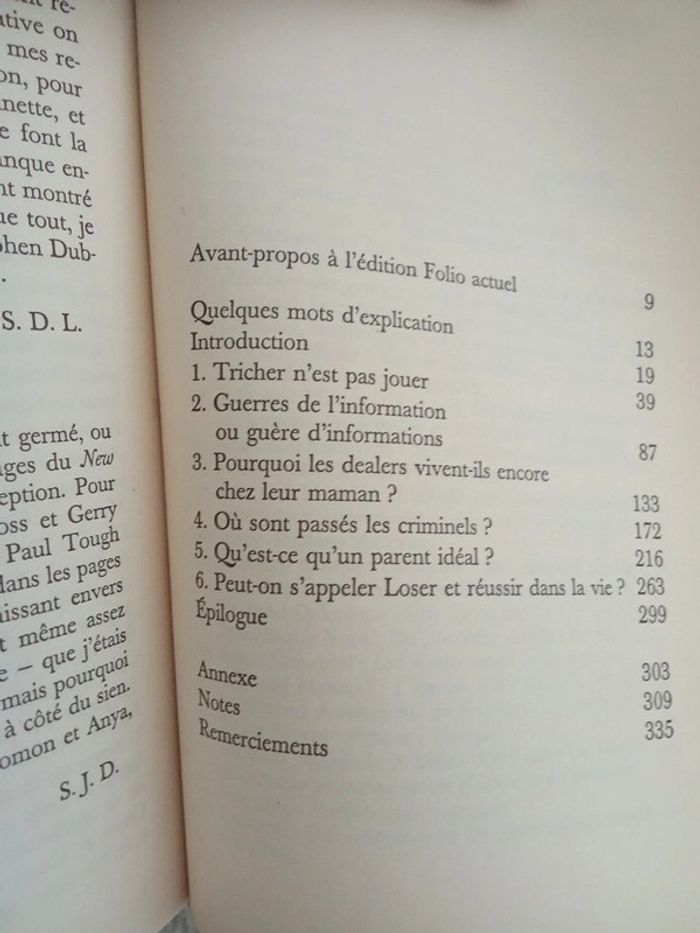 ative on
mes re-
on, pour
nette, et
e font la
anque en-
nt montré
ue tout, je
phen Dub-
S. D. L.
t germé, ou
ages du New
eption. Pour
oss et Gerry
Paul Tough
dans les pages
aissant envers
t même assez
e — que j'étais
mais pourquoi
à côté du sien.
omon et Anya,
S. J. D.
Avant-propos à l'édition Folio actuel 9
Quelques mots d'explication 13
Introduction 19
1. Tricher n'est pas jouer 39
2. Guerres de l'information
ou guère d'informations 87
3. Pourquoi les dealers vivent-ils encore
chez leur maman ? 133
4. Où sont passés les criminels ? 172
5. Qu'est-ce qu'un parent idéal ? 216
6. Peut-on s'appeler Loser et réussir dans la vie ? 263
Épilogue 299
Annexe 303
Notes 309
Remerciements 335